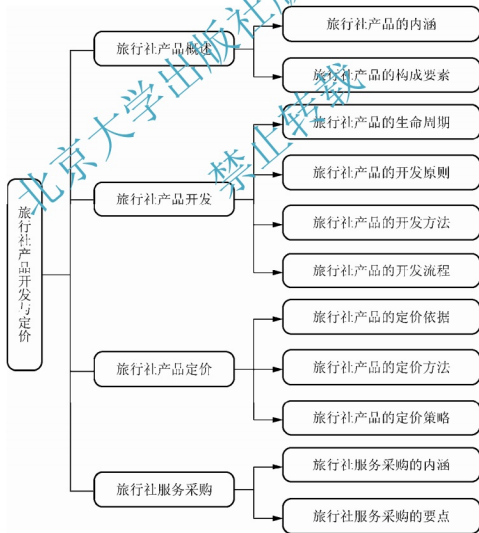 旅行社产品开发与定价
旅行社产品概述
旅行社产品的内涵
旅行社产品的构成要素
旅行社产品开发
旅行社产品的生命周期
旅行社产品的开发原则
旅行社产品的开发方法
旅行社产品的开发流程
旅行社产品定价
旅行社产品的定价依据
旅行社产品的定价方法
旅行社产品的定价策略
旅行社服务采购
旅行社服务采购的内涵
旅行社服务采购的要点
北京大学出版社版
禁止转载